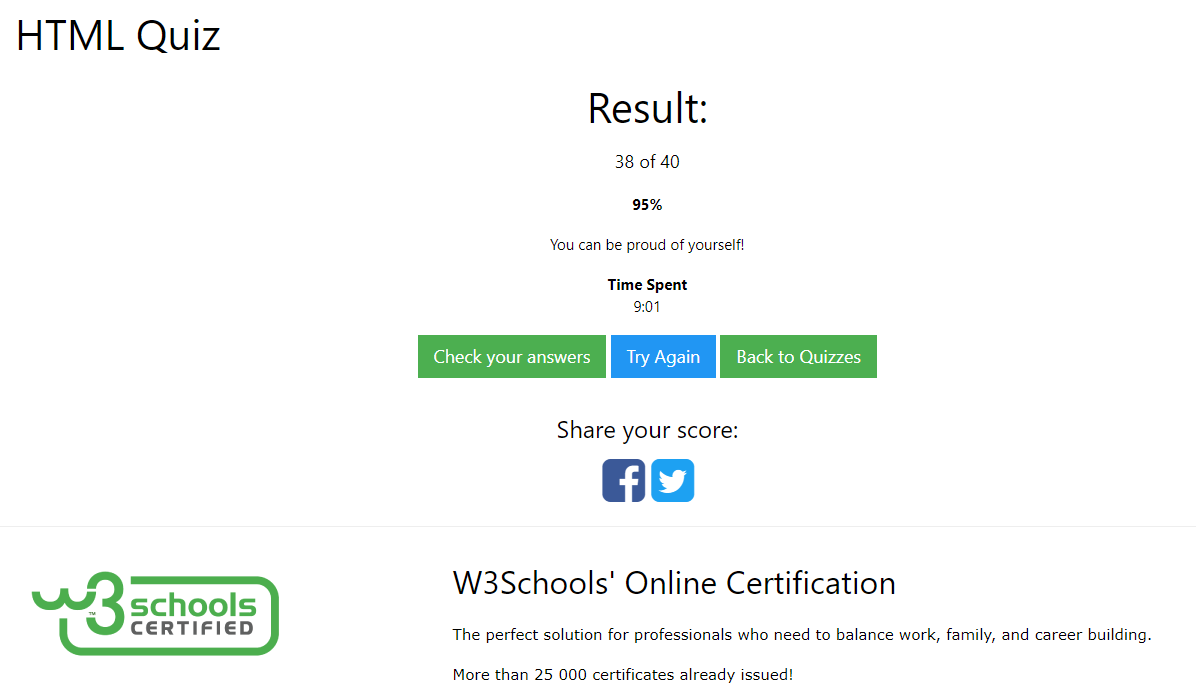 HTML Quiz
Result:
38 of 40
95%
You can be proud of yourself!
Time Spent
9:01
Check your answers
Try Again
Back to Quizzes
Share your score:
w3schools™
CERTIFIED
W3Schools' Online Certification
The perfect solution for professionals who need to balance work, family, and career building.
More than 25 000 certificates already issued!